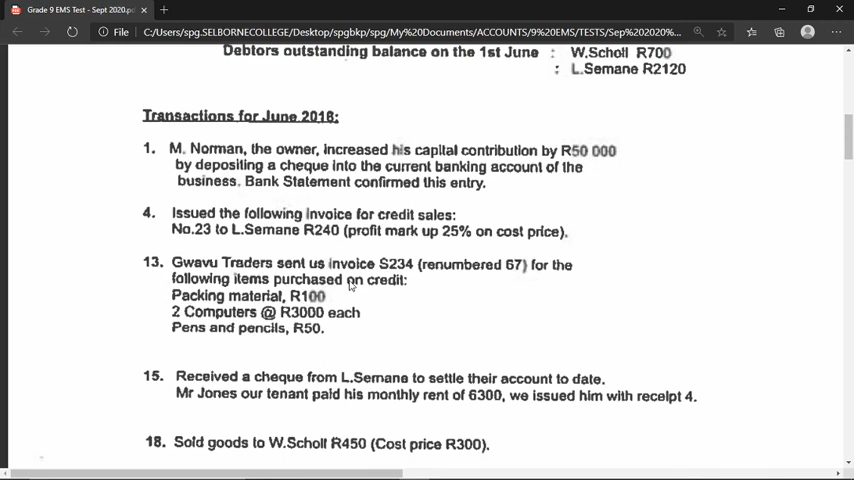 Grade 9 EMS Test - Sept 2020.pd
File C:/Users/spg.SELBORNECOLLEGE/Desktop/spgbkp/spg/My%20Documents/ACCOUNTS/9%20EMS/TESTS/Sep%202020%...
Debtors outstanding balance on the 1st June : W.Scholl R700
: L.Semane R2120
Transactions for June 2016:
1. M. Norman, the owner, increased his capital contribution by R50 000
by depositing a cheque into the current banking account of the
business. Bank Statement confirmed this entry.
4. Issued the following Invoice for credit sales:
No.23 to L.Semane R240 (profit mark up 25% on cost price).
13. Gwavu Traders sent us invoice S234 (renumbered 67) for the
following items purchased on credit:
Packing material, R100
2 Computers @ R3000 each
Pens and pencils, R50.
15. Received a cheque from L.Semane to settle their account to date.
Mr Jones our tenant paid his monthly rent of 6300, we issued him with receipt 4.
18. Sold goods to W.Scholl R450 (Cost price R300).